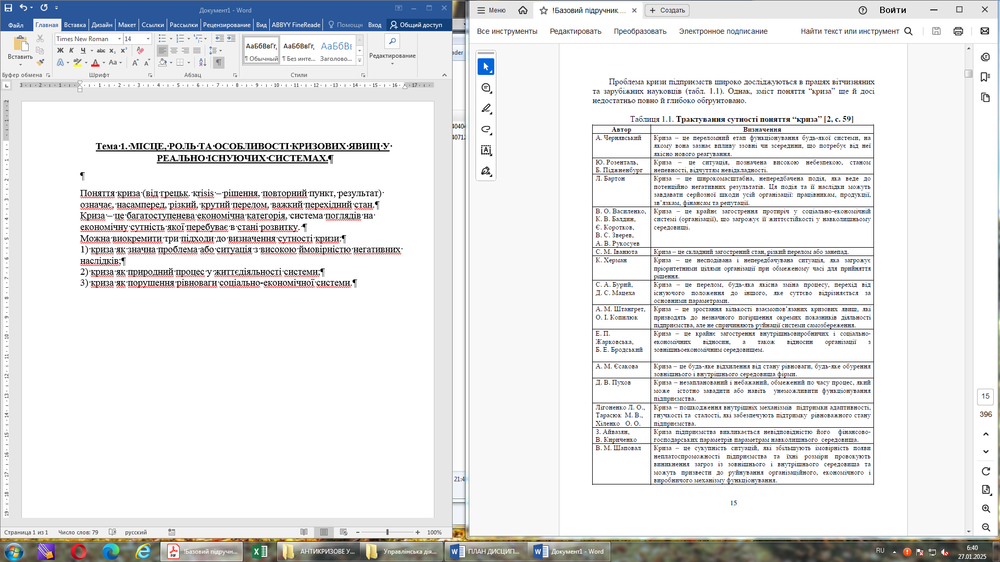 Документ1 - Word
Файл Главная Вставка Дизайн Макет Ссылки Рассылки Рецензирование Вид ABBYY FineReade Помощн Вход Общий доступ
Times New Roman 14
Вставить
Буфер обмена Шрифт Абзац Стили
АаБбВвГг, АаБбВвГг, АаБбВ
¶ Обычный ¶ Без инте... Заголово...
Редактирование
Тема 1. МІСЦЕ, РОЛЬ ТА ОСОБЛИВОСТІ КРИЗОВИХ ЯВИЩ У
РЕАЛЬНО ІСНУЮЧИХ СИСТЕМАХ.¶
¶
Поняття криза (від грецьк. krisis – рішення, повторний пункт, результат)
означає, насамперед, різкий, крутий перелом, важкий перехідний стан.¶
Криза – це багатоступенева економічна категорія, система поглядів на
економічну сутність якої перебуває в стані розвитку. ¶
Можна виокремити три підходи до визначення сутності кризи:¶
1) криза як значна проблема або ситуація з високою ймовірністю негативних
наслідків;¶
2) криза як природний процес у життєдіяльності системи;¶
3) криза як порушення рівноваги соціально-економічної системи.¶
Страница 1 из 1 Число слов: 79 русский 100%
ader
40404
40712
21:4
Меню !Базовий підручник.... Создать Войти
Все инструменты Редактировать Преобразовать Электронное подписание Найти текст или инструмент
Проблема кризи підприємств широко досліджуються в працях вітчизняних
та зарубіжних науковців (табл. 1.1). Однак, зміст поняття “криза” ще й досі
недостатньо повно й глибоко обґрунтовано.
Таблиця 1.1. Трактування сутності поняття “криза” [2, с. 59]
Автор Визначення
А. Чернявський Криза – це переломний етап функціонування будь-якої системи, на
якому вона зазнає впливу ззовні чи зсередини, що потребує від неї
якісно нового реагування.
Ю. Розенталь, Криза – це ситуація, позначена високою небезпекою, станом
Б. Піджненбург непевності, відчуттям невідкладності.
Л. Бартон Криза – це широкомасштабна, непередбачена подія, яка веде до
потенційно негативних результатів. Ця подія та її наслідки можуть
завдавати серйозної шкоди усій організації: працівникам, продукції,
зв’язкам, фінансам та репутації.
В. О. Василенко, Криза – це крайнє загострення протиріч у соціально-економічній
К. В. Балдин, системі (організації), що загрожує її життєстійкості у навколишньому
Є. Коротков, середовищі.
В. С. Зверев,
А. В. Рукосуев
С. М. Іванюта Криза – це складний загострений стан, різкий перелом або занепад.
К. Херман Криза – це несподівана і непередбачувана ситуація, яка загрожує
пріоритетними цілями організації при обмеженому часі для прийняття
рішення.
С. А. Бурий, Криза – це перелом, будь-яка якісна зміна процесу, перехід від
Д. С. Мацеха існуючого положення до іншого, яке суттєво відрізняється за
основними параметрами.
А. М. Штангрет, Криза – це зростання кількості взаємопов’язаних кризових явищ, які
О. І. Копилюк призводять до незначного погіршення окремих показників діяльності
підприємства, але не спричиняють руйнації системи самозбереження.
Е. П. Криза – це крайнє загострення внутрішньовиробничих і соціально-
Жарковська, економічних відносин, а також відносин організації з
Б. Е. Бродський зовнішньоекономічним середовищем.
А. М. Єсакова Криза – це будь-яке відхилення від стану рівноваги, будь-яке обурення
зовнішнього і внутрішнього середовища фірми.
Д. В. Пухов Криза – незапланований і небажаний, обмежений по часу процес, який
може істотно завадити або навіть унеможливити функціонування
підприємства.
Лігоненко Л. О., Криза – пошкодження внутрішніх механізмів підтримки адаптивності,
Тарасюк М. В., гнучкості та сталості, які забезпечують підтримку рівноважного стану
Хіленко О. О. підприємства.
З. Айвазян, Криза підприємства викликається невідповідністю його фінансово-
В. Кириченко господарських параметрів параметрам навколишнього середовища.
В. М. Шаповал Криза – це сукупність ситуацій, які збільшують імовірність появи
неплатоспроможності підприємства та їхні розміри провокують
виникнення загроз із зовнішнього і внутрішнього середовища та
можуть призвести до руйнування організаційного, економічного і
виробничого механізму функціонування.
15
15
396
!Базовий підручн... АНТИКРИЗОВЕ У... Управлінська дія... ПЛАН ДИСЦИП... Документ1 - Word
RU 6:40
27.01.2025